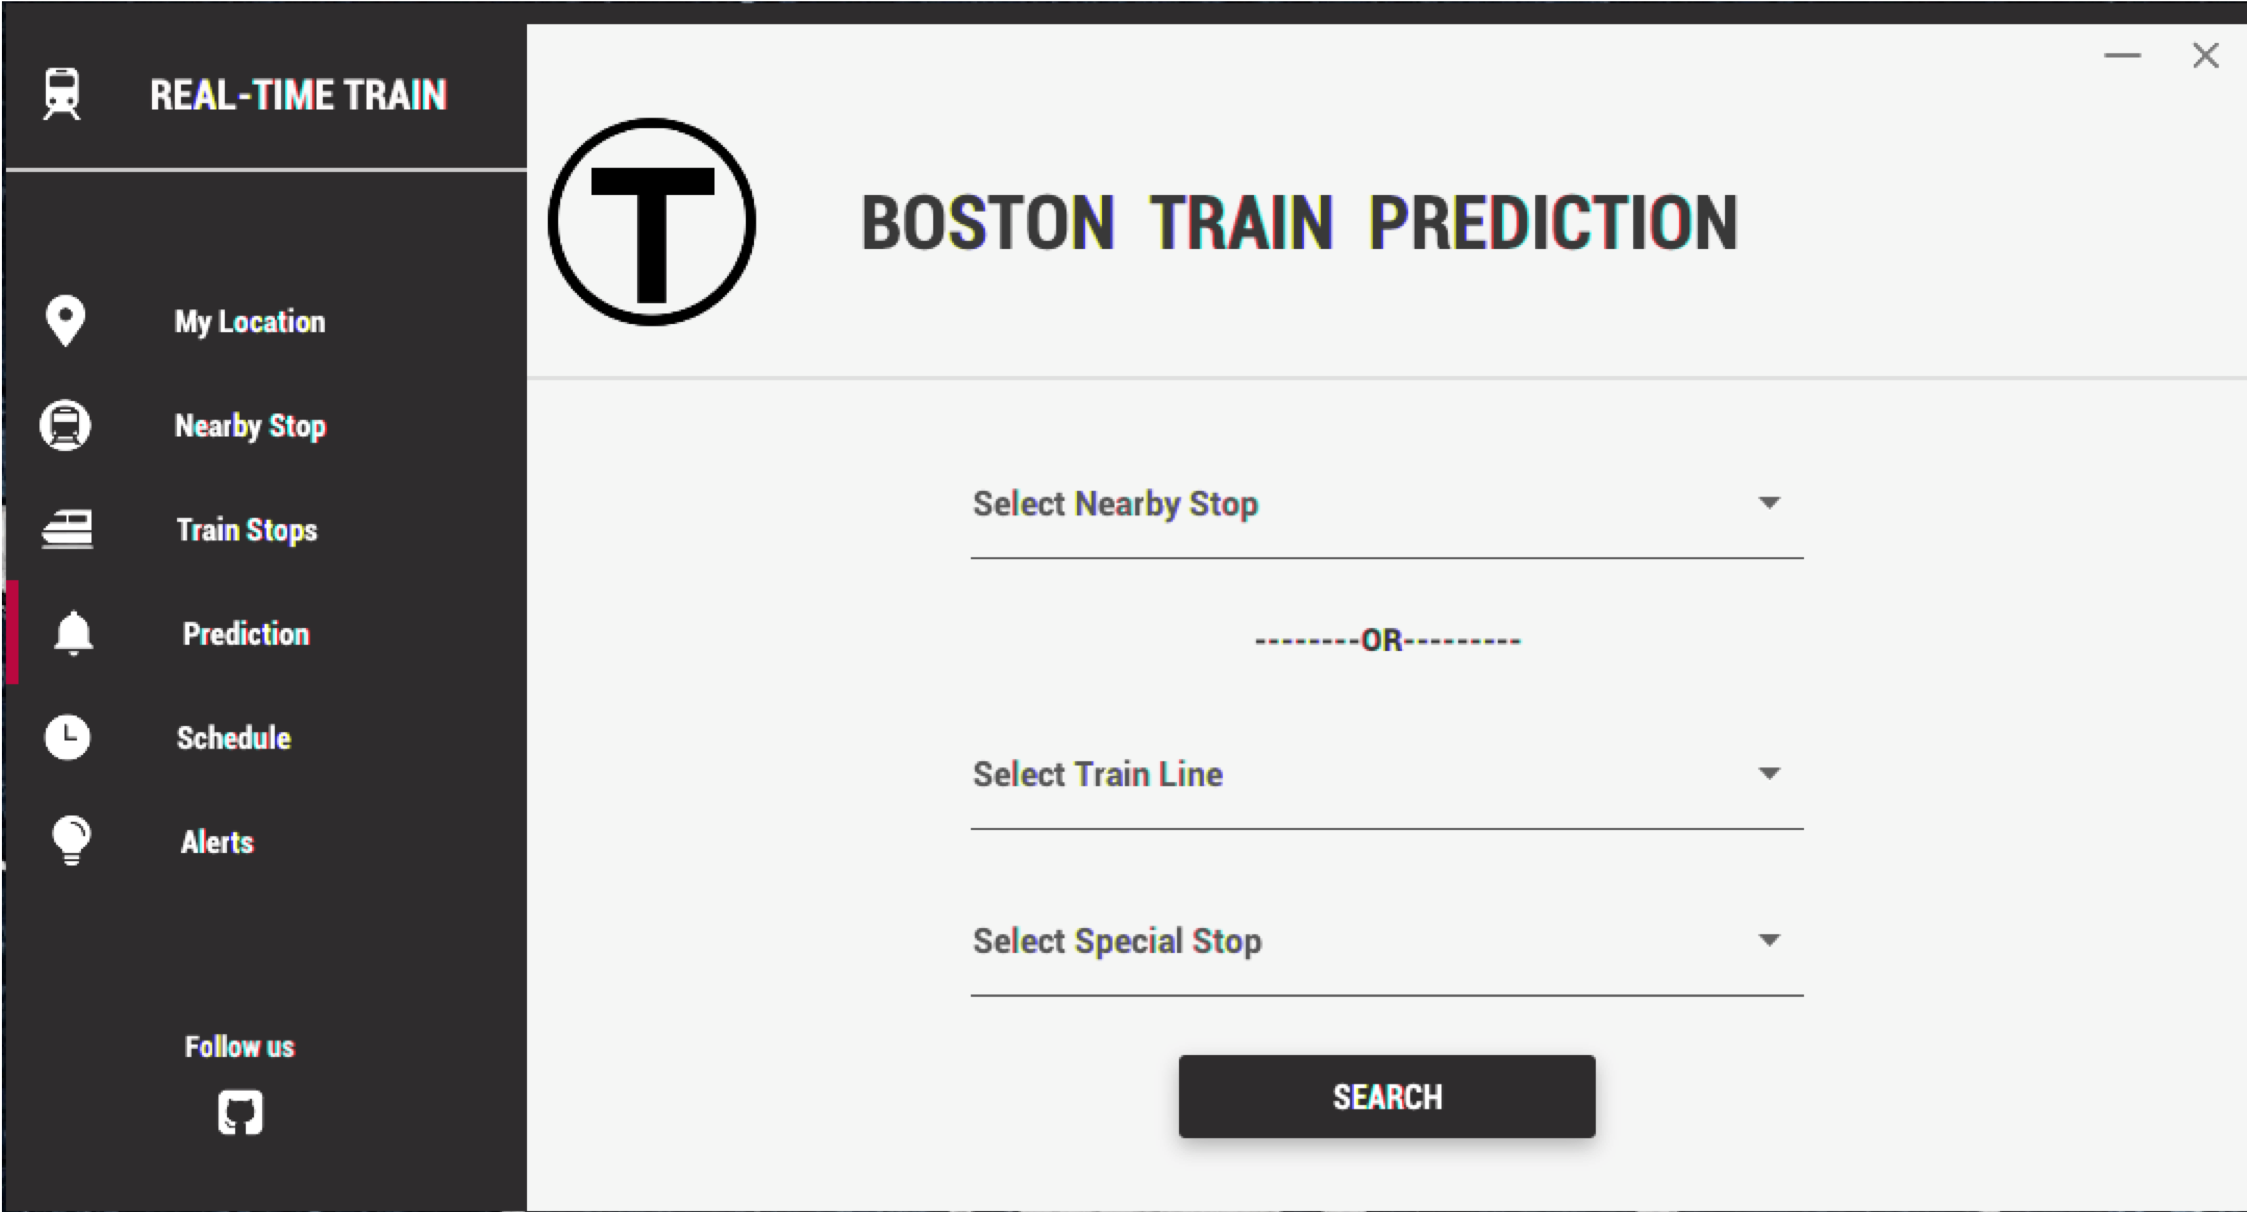 REAL-TIME TRAIN
My Location
Nearby Stop
Train Stops
Prediction
Schedule
Alerts
Follow us
T
BOSTON TRAIN PREDICTION
Select Nearby Stop
--------OR---------
Select Train Line
Select Special Stop
SEARCH